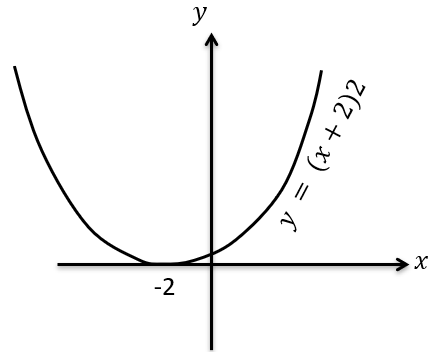 y
y = (x + 2)2
x
-2